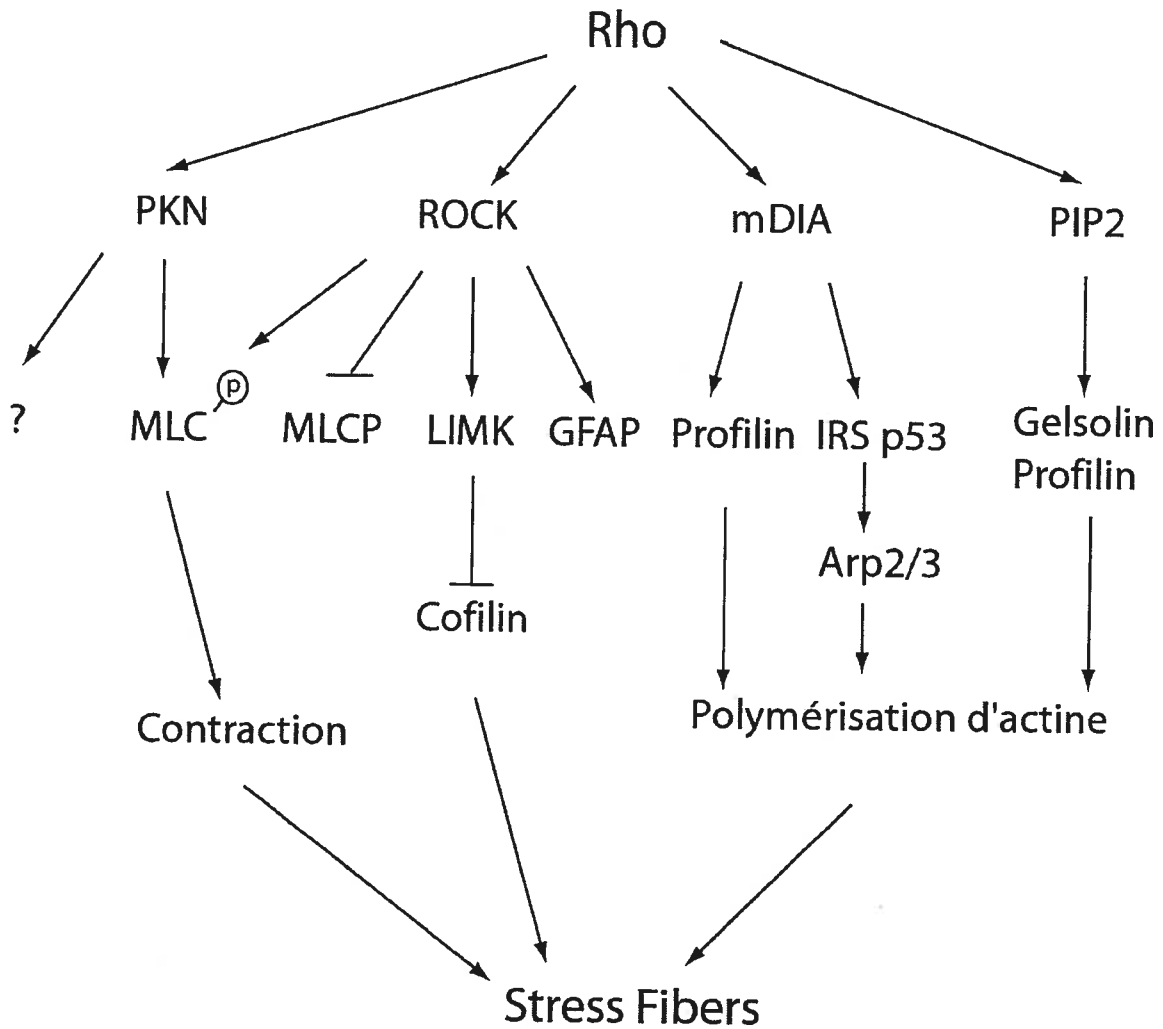 Rho
PKN
ROCK
mDIA
PIP2
?
MLC
P
MLCP
LIMK
GFAP
Profilin
IRS p53
Gelsolin
Profilin
Arp2/3
Cofilin
Contraction
Polymérisation d'actine
Stress Fibers